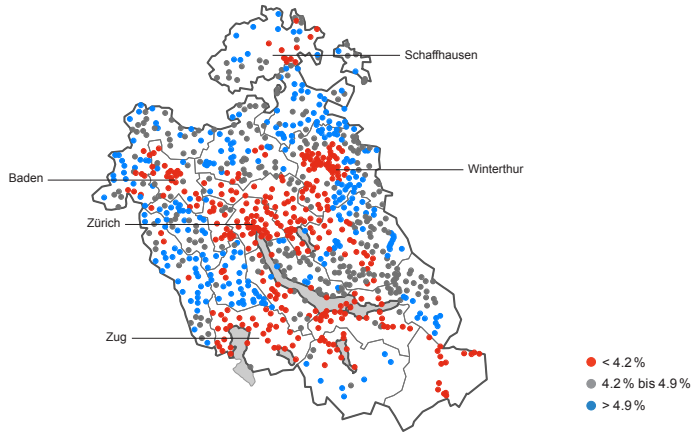 Schaffhausen
Winterthur
Baden
Zürich
Zug
< 4.2 %
4.2 % bis 4.9 %
> 4.9 %